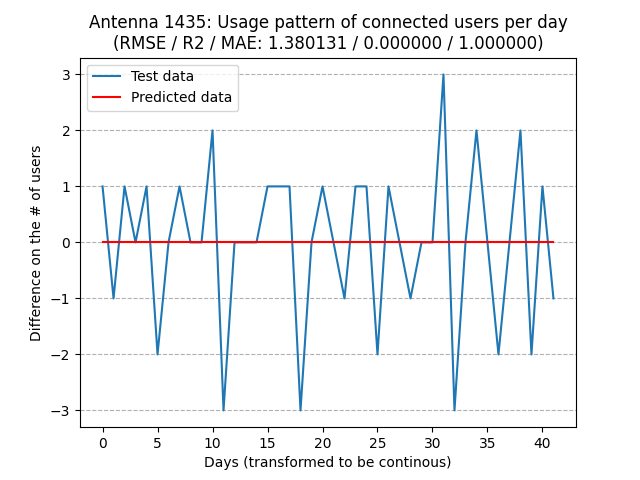 Antenna 1435: Usage pattern of connected users per day
(RMSE / R2 / MAE: 1.380131 / 0.000000 / 1.000000)
Test data
Predicted data
Difference on the # of users
3
2
1
0
−1
−2
−3
0 5 10 15 20 25 30 35 40
Days (transformed to be continous)